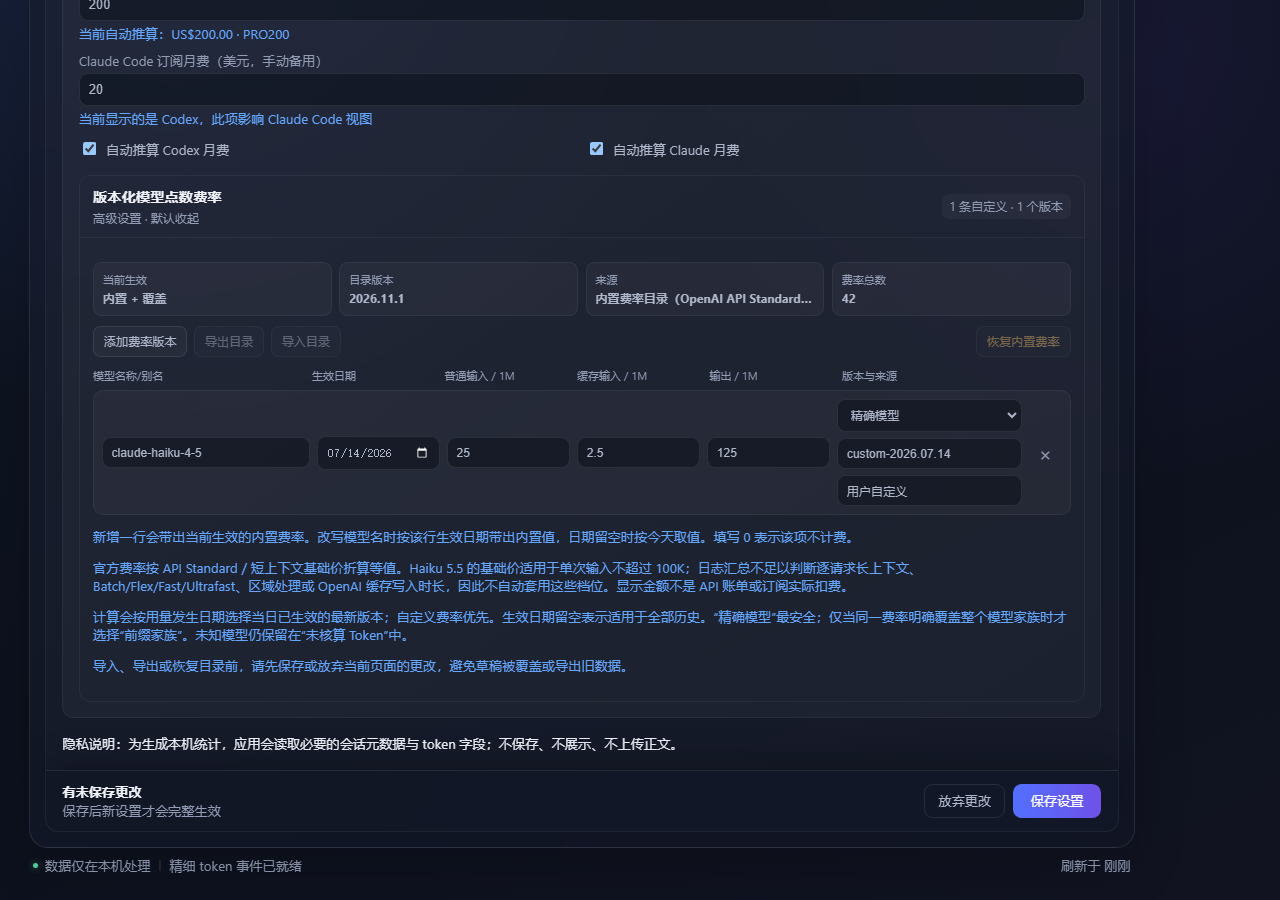 200
当前自动推算：US$200.00 · PRO200
Claude Code 订阅月费（美元，手动备用）
20
当前显示的是 Codex，此项影响 Claude Code 视图
自动推算 Codex 月费
自动推算 Claude 月费
版本化模型点数费率
高级设置 · 默认收起
1 条自定义 · 1 个版本
当前生效
内置 + 覆盖
目录版本
2026.11.1
来源
内置费率目录（OpenAI API Standard...
费率总数
42
添加费率版本
导出目录
导入目录
恢复内置费率
模型名称/别名
生效日期
普通输入 / 1M
缓存输入 / 1M
输出 / 1M
版本与来源
精确模型
claude-haiku-4-5
07/14/2026
25
2.5
125
custom-2026.07.14
×
用户自定义
新增一行会带出当前生效的内置费率。改写模型名时按该行生效日期带出内置值，日期留空时按今天取值。填写 0 表示该项不计费。
官方费率按 API Standard / 短上下文基础价折算等值。Haiku 5.5 的基础价适用于单次输入不超过 100K；日志汇总不足以判断逐请求长上下文、
Batch/Flex/Fast/Ultrafast、区域处理或 OpenAI 缓存写入时长，因此不自动套用这些档位。显示金额不是 API 账单或订阅实际扣费。
计算会按用量发生日期选择当日已生效的最新版本；自定义费率优先。生效日期留空表示适用于全部历史。“精确模型”最安全；仅当同一费率明确覆盖整个模型家族时才
选择“前缀家族”。未知模型仍保留在“未核算 Token”中。
导入、导出或恢复目录前，请先保存或放弃当前页面的更改，避免草稿被覆盖或导出旧数据。
隐私说明：为生成本机统计，应用会读取必要的会话元数据与 token 字段；不保存、不展示、不上传正文。
有未保存更改
保存后新设置才会完整生效
放弃更改
保存设置
数据仅在本机处理
精细 token 事件已就绪
刷新于 刚刚